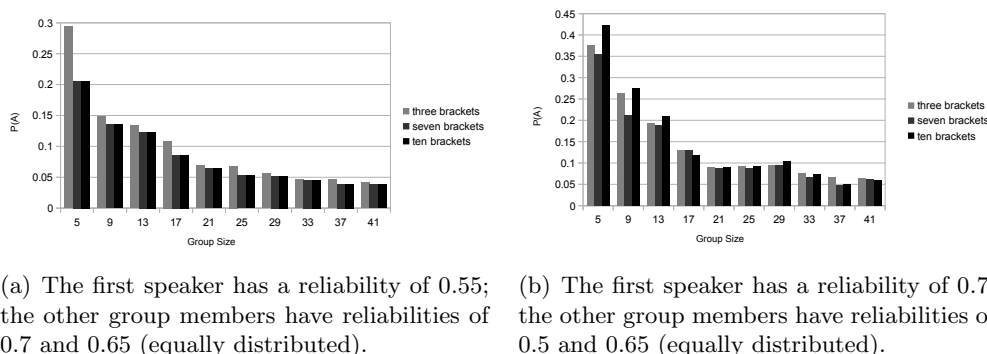 0.3
0.25
0.2
0.15
0.1
0.05
0
P(A)
5 9 13 17 21 25 29 33 37 41
Group Size
three brackets
seven brackets
ten brackets
0.45
0.4
0.35
0.3
0.25
0.2
0.15
0.1
0.05
0
P(A)
5 9 13 17 21 25 29 33 37 41
Group Size
three brackets
seven brackets
ten brackets
(a) The first speaker has a reliability of 0.55;
the other group members have reliabilities of
0.7 and 0.65 (equally distributed).
(b) The first speaker has a reliability of 0.7
the other group members have reliabilities o
0.5 and 0.65 (equally distributed).